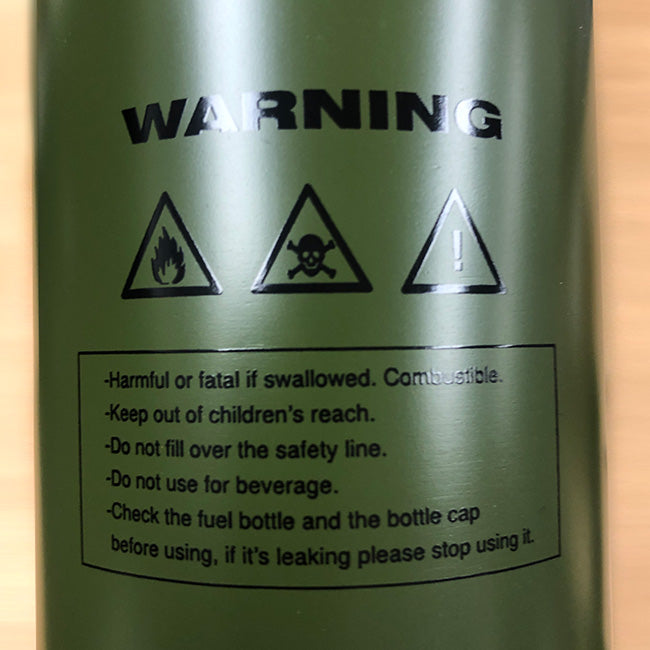 WARNING
-Harmful or fatal if swallowed. Combustible.
-Keep out of children's reach.
-Do not fill over the safety line.
-Do not use for beverage.
-Check the fuel bottle and the bottle cap
before using, if it's leaking please stop using it.